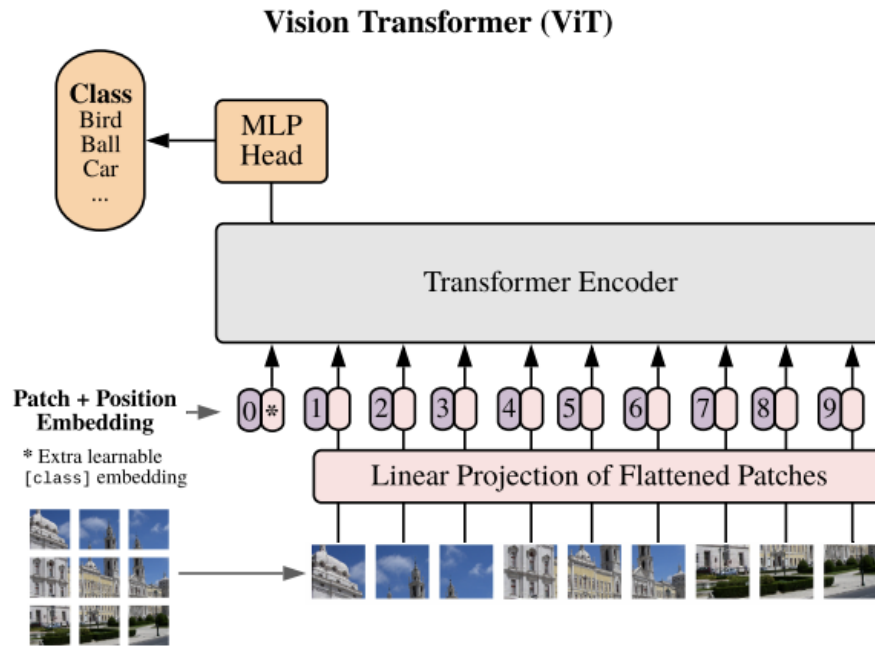 Vision Transformer (ViT)
Class
Bird
Ball
Car
...
MLP
Head
Transformer Encoder
Patch + Position
Embedding
0 * 1 2 3 4 5 6 7 8 9
* Extra learnable
[class] embedding
Linear Projection of Flattened Patches